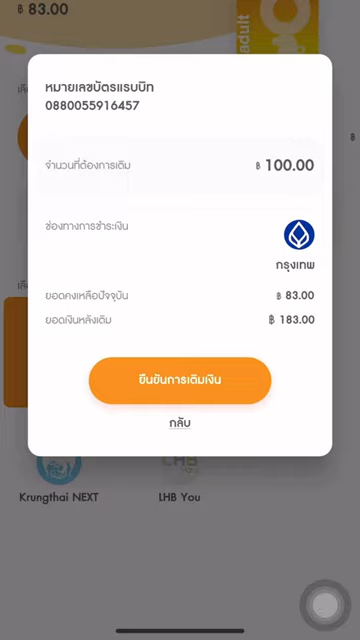 ฿ 83.00
adult
หมายเลขบัตรแรบบิท
0880055916457
จำนวนที่ต้องการเติม ฿ 100.00
ช่องทางการชำระเงิน
กรุงเทพ
ยอดคงเหลือปัจจุบัน ฿ 83.00
ยอดเงินหลังเติม ฿ 183.00
ยืนยันการเติมเงิน
กลับ
LHB
Krungthai NEXT LHB You